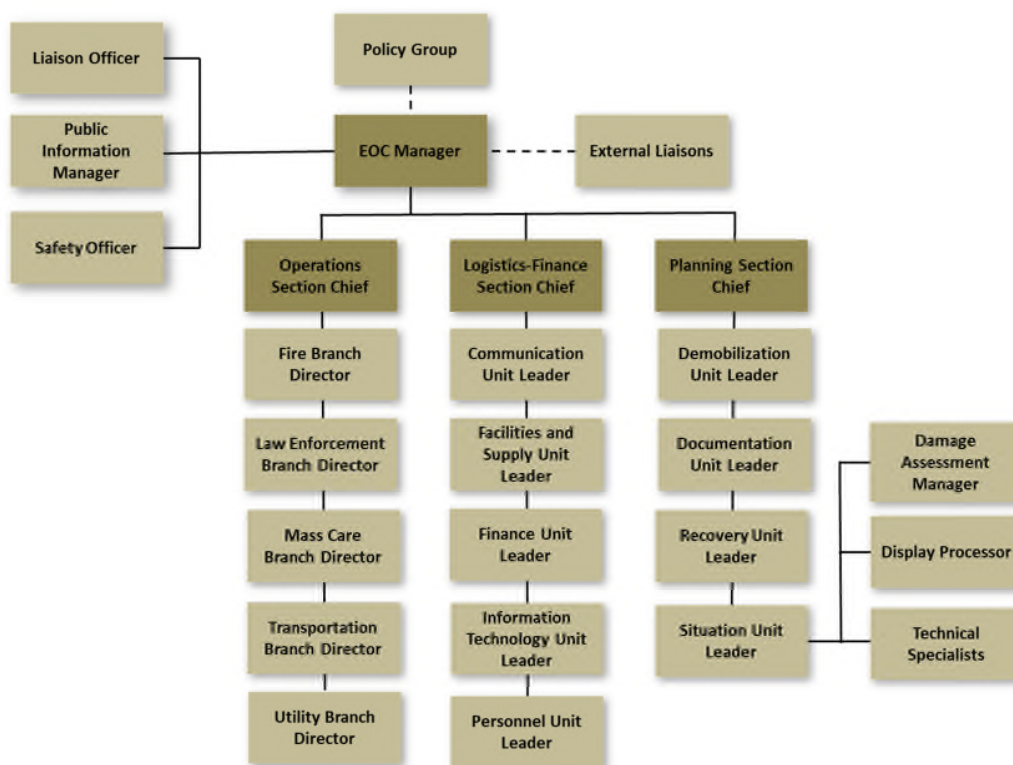 Liaison Officer
Policy Group
Public
Information
Manager
EOC Manager
External Liaisons
Safety Officer
Operations
Section Chief
Logistics-Finance
Section Chief
Planning Section
Chief
Fire Branch
Director
Communication
Unit Leader
Demobilization
Unit Leader
Law Enforcement
Branch Director
Facilities and
Supply Unit
Leader
Documentation
Unit Leader
Damage
Assessment
Manager
Mass Care
Branch Director
Finance Unit
Leader
Recovery Unit
Leader
Display Processor
Transportation
Branch Director
Information
Technology Unit
Leader
Situation Unit
Leader
Technical
Specialists
Utility Branch
Director
Personnel Unit
Leader